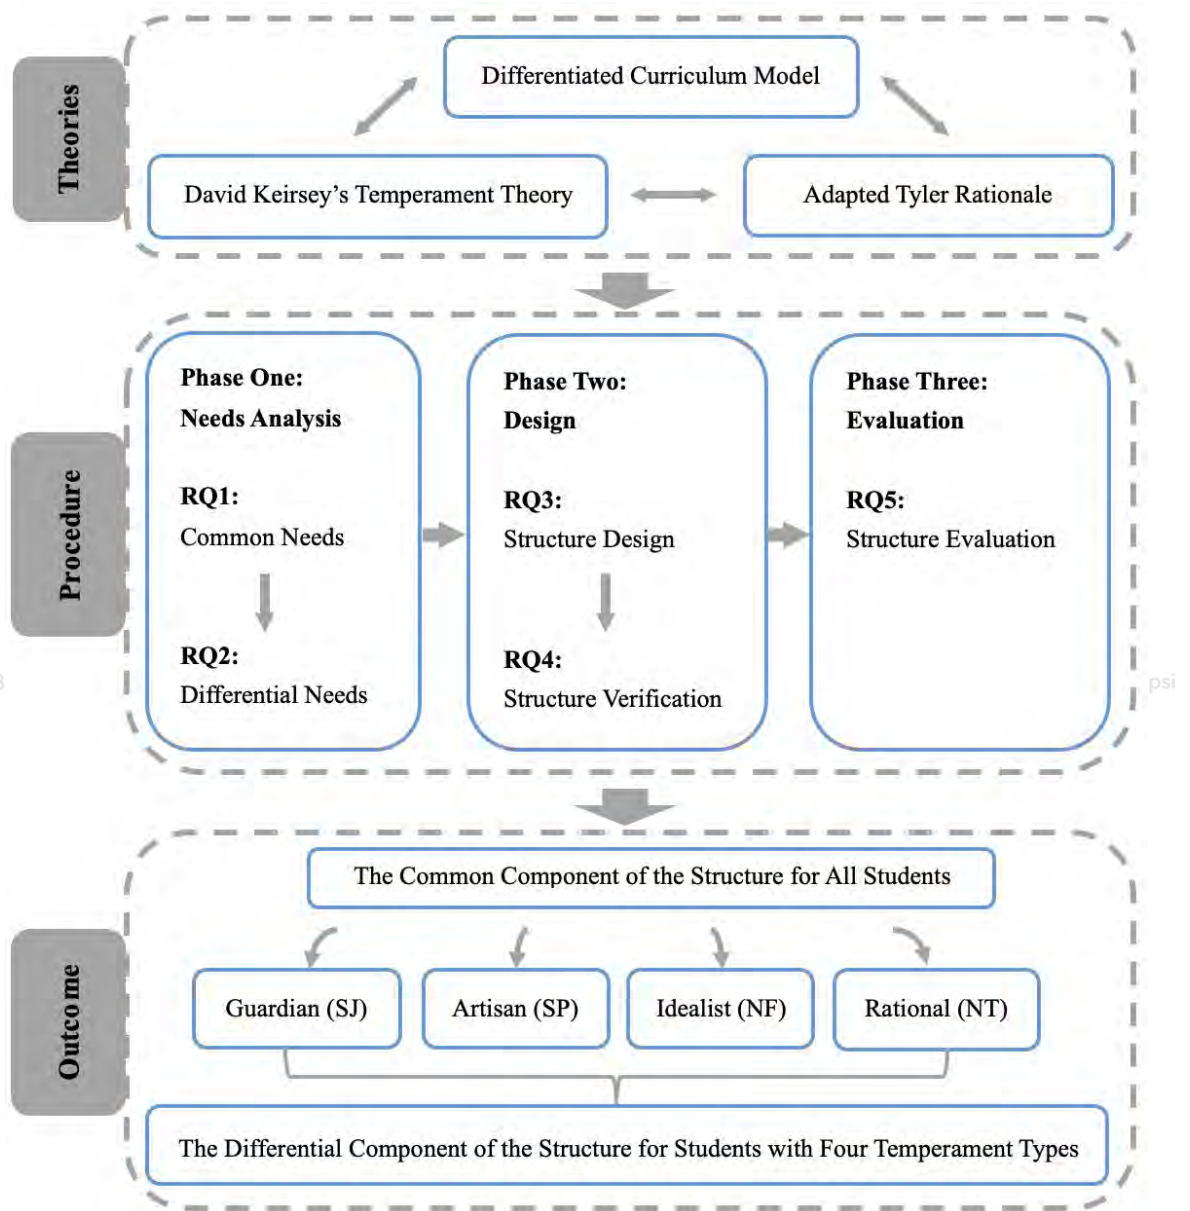 Theories
Differentiated Curriculum Model
David Keirsey’s Temperament Theory
Adapted Tyler Rationale
Procedure
Phase One:
Needs Analysis
RQ1:
Common Needs
RQ2:
Differential Needs
Phase Two:
Design
RQ3:
Structure Design
RQ4:
Structure Verification
Phase Three:
Evaluation
RQ5:
Structure Evaluation
psi
Outcome
The Common Component of the Structure for All Students
Guardian (SJ)
Artisan (SP)
Idealist (NF)
Rational (NT)
The Differential Component of the Structure for Students with Four Temperament Types